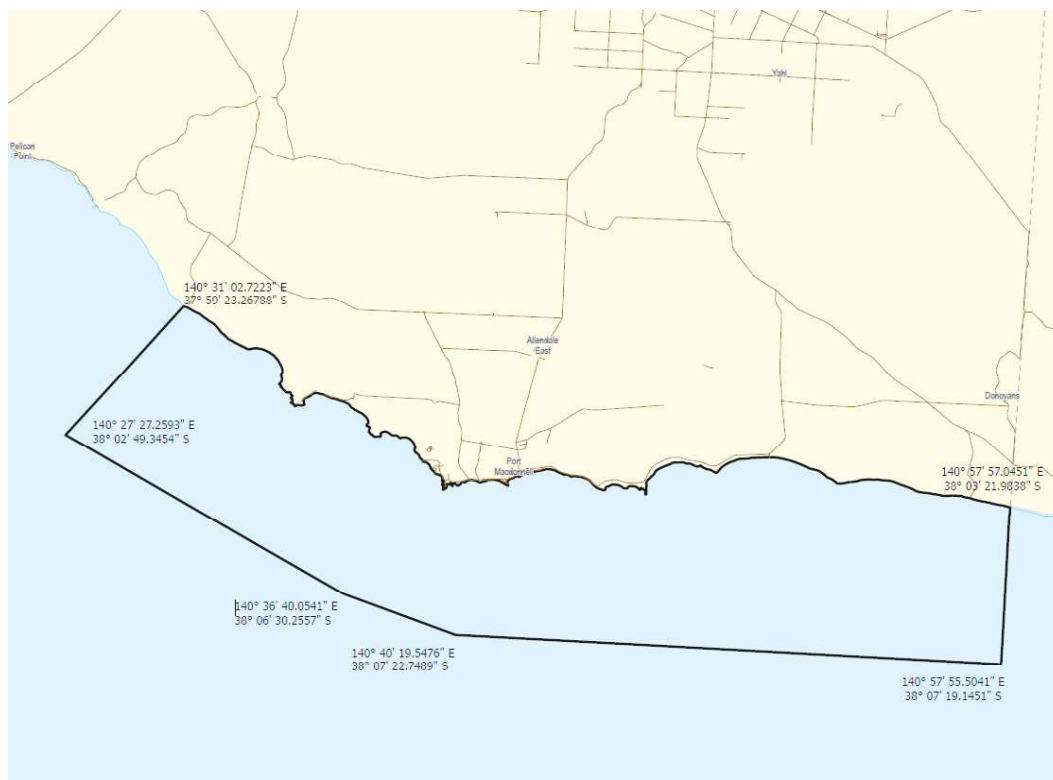 Yahl
Pelican
Point
140° 31' 02.7223" E
37° 59' 23.26788" S
Allendale
East
Donovans
140° 27' 27.2593" E
38° 02' 49.3454" S
Port
Macdonnell
140° 57' 57.0451" E
38° 03' 21.9838" S
140° 36' 40.0541" E
38° 06' 30.2557" S
140° 40' 19.5476" E
38° 07' 22.7489" S
140° 57' 55.5041" E
38° 07' 19.1451" S